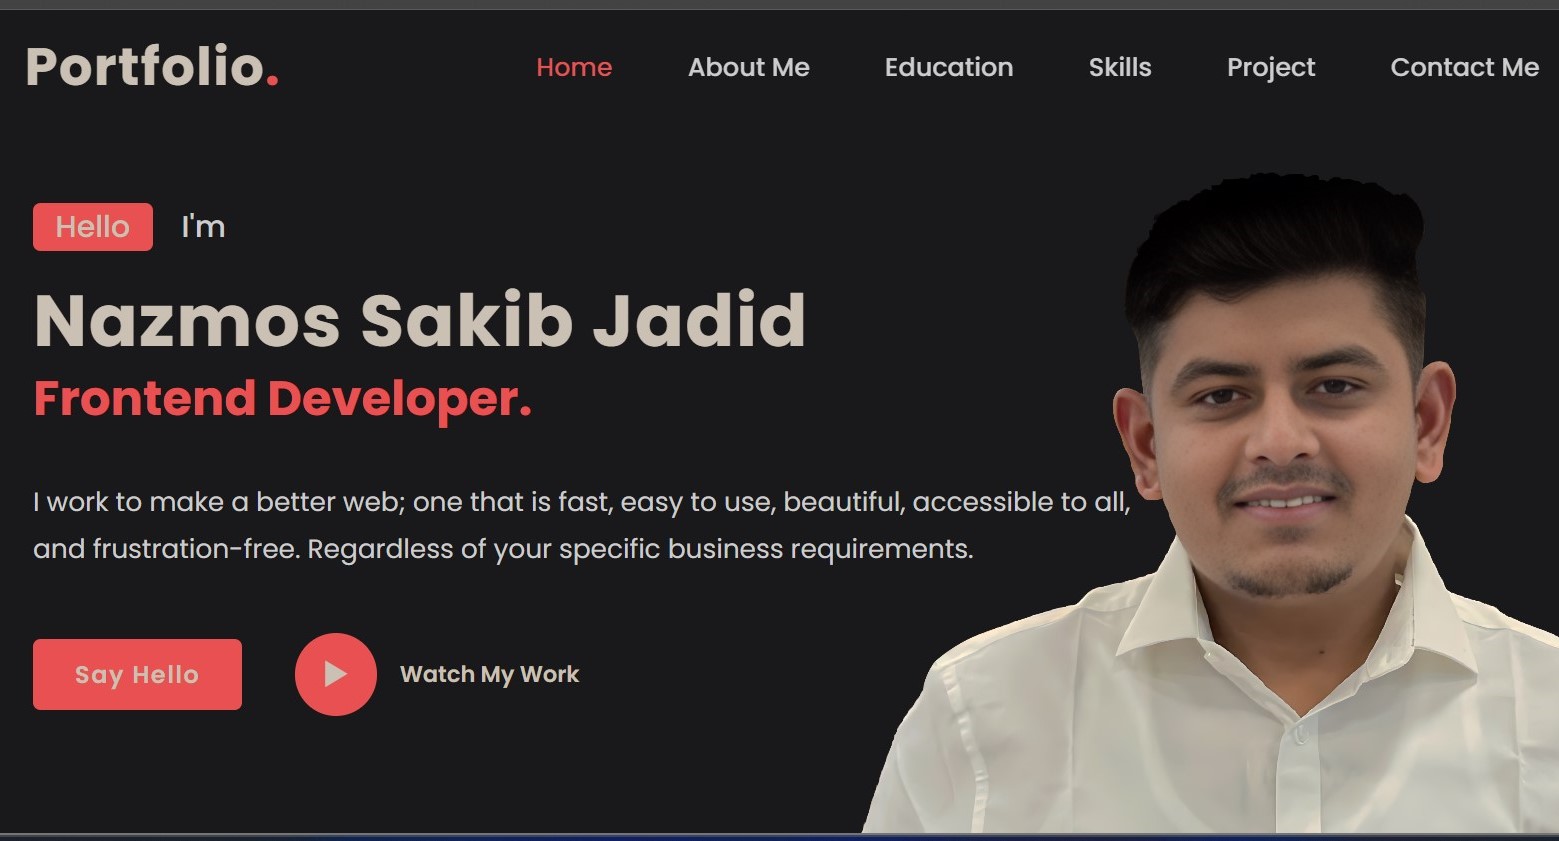 Portfolio.
Home About Me Education Skills Project Contact Me
Hello I'm
Nazmos Sakib Jadid
Frontend Developer.
I work to make a better web; one that is fast, easy to use, beautiful, accessible to all,
and frustration-free. Regardless of your specific business requirements.
Say Hello
Watch My Work